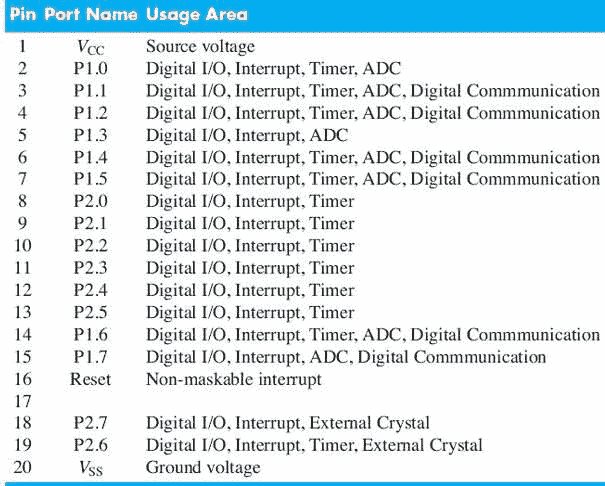 Pin Port Name Usage Area
1 VCC Source voltage
2 P1.0 Digital I/O, Interrupt, Timer, ADC
3 P1.1 Digital I/O, Interrupt, Timer, ADC, Digital Commmunication
4 P1.2 Digital I/O, Interrupt, Timer, ADC, Digital Commmunication
5 P1.3 Digital I/O, Interrupt, ADC
6 P1.4 Digital I/O, Interrupt, Timer, ADC, Digital Commmunication
7 P1.5 Digital I/O, Interrupt, Timer, ADC, Digital Commmunication
8 P2.0 Digital I/O, Interrupt, Timer
9 P2.1 Digital I/O, Interrupt, Timer
10 P2.2 Digital I/O, Interrupt, Timer
11 P2.3 Digital I/O, Interrupt, Timer
12 P2.4 Digital I/O, Interrupt, Timer
13 P2.5 Digital I/O, Interrupt, Timer
14 P1.6 Digital I/O, Interrupt, Timer, ADC, Digital Commmunication
15 P1.7 Digital I/O, Interrupt, ADC, Digital Commmunication
16 Reset Non-maskable interrupt
17
18 P2.7 Digital I/O, Interrupt, External Crystal
19 P2.6 Digital I/O, Interrupt, Timer, External Crystal
20 VSS Ground voltage